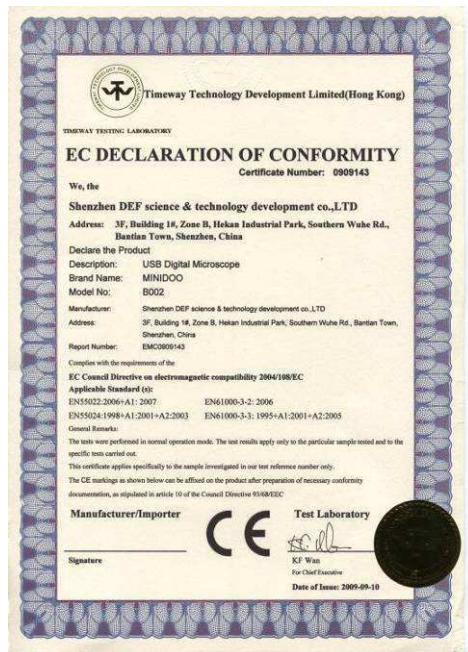 Timeway Technology Development Limited(Hong Kong)
TIMEWAY TESTING LABORATORY
EC DECLARATION OF CONFORMITY
Certificate Number: 0909143
We, the
Shenzhen DEF science & technology development co.,LTD
Address: 3F, Building 1#, Zone B, Hekan Industrial Park, Southern Wuhe Rd.,
Bantian Town, Shenzhen, China
Declare the Product
Description: USB Digital Microscope
Brand Name: MINIDOO
Model No: B002
Manufacturer: Shenzhen DEF science & technology development co.,LTD
Address: 3F, Building 1#, Zone B, Hekan Industrial Park, Southern Wuhe Rd., Bantian Town,
Shenzhen, China
Report Number: EMC0909143
Complies with the requirements of the
EC Council Directive on electromagnetic compatibility 2004/108/EC
Applicable Standard (s):
EN55022:2006+A1: 2007 EN61000-3-2: 2006
EN55024:1998+A1:2001+A2:2003 EN61000-3-3: 1995+A1:2001+A2:2005
General Remarks:
The tests were performed in normal operation mode. The test results apply only to the particular sample tested and to the
specific tests carried out.
This certificate applies specifically to the sample investigated in our test reference number only.
The CE markings as shown below can be affixed on the product after preparation of necessary conformity
documentation, as stipulated in article 10 of the Council Directive 93/68/EEC
Manufacturer/Importer
CE
Test Laboratory
Signature
KF Wan
For Chief Executive
Date of Issue: 2009-09-10